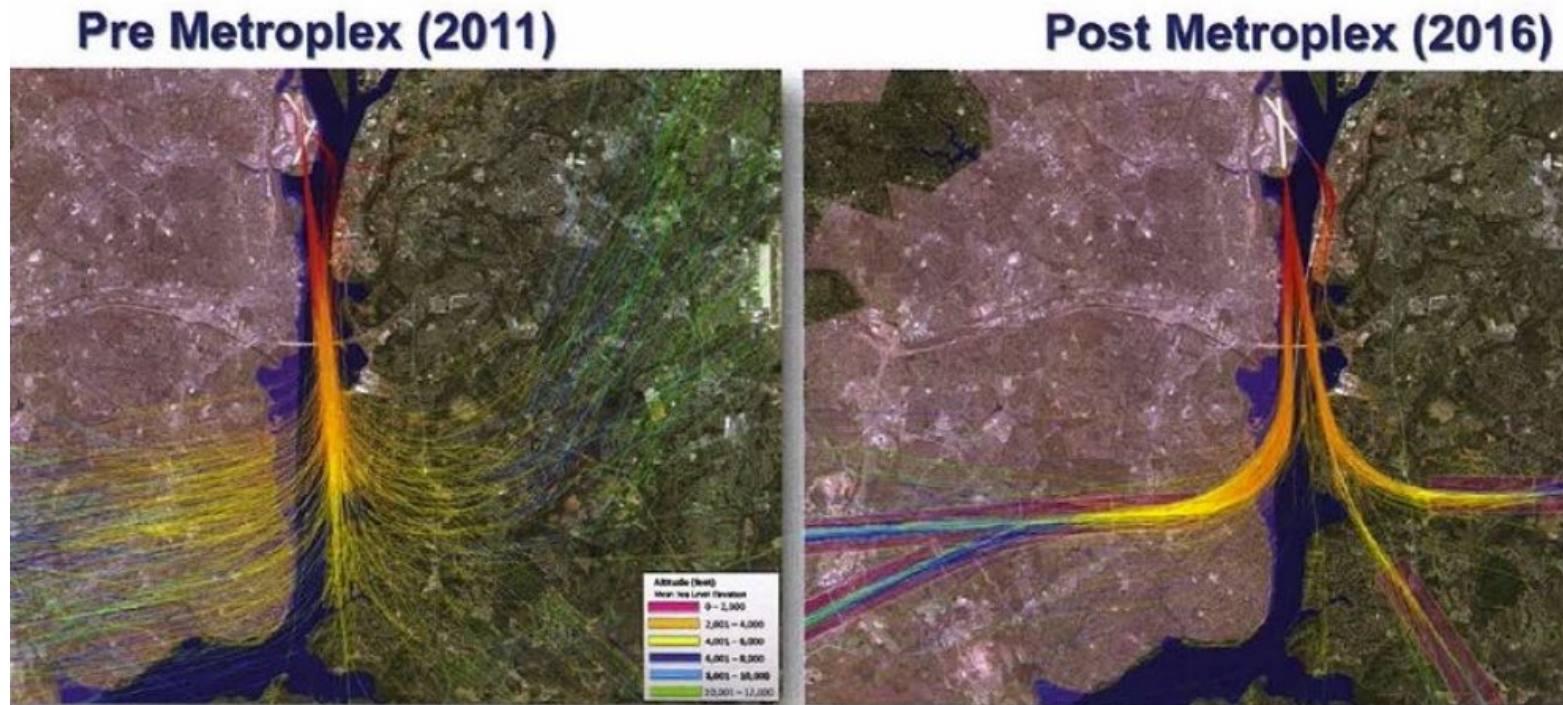 Pre Metroplex (2011)
Post Metroplex (2016)
Altitude (feet)
Mean Sea Level Elevation
0 – 2,000
2,001 – 4,000
4,001 – 6,000
6,001 – 8,000
8,001 – 10,000
10,001 – 12,000